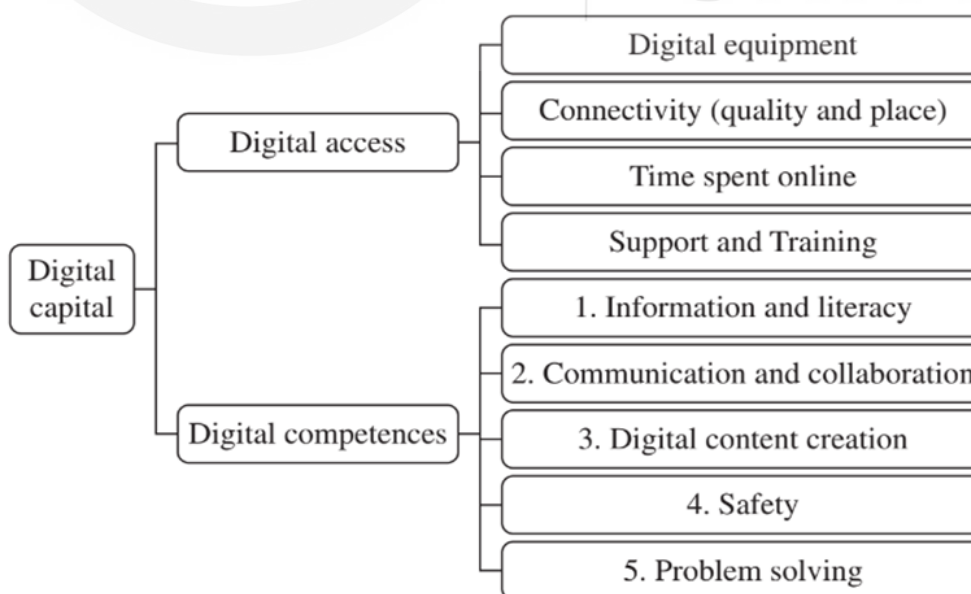 Digital equipment
Connectivity (quality and place)
Digital access
Time spent online
Support and Training
Digital
capital
1. Information and literacy
2. Communication and collaboration
Digital competences
3. Digital content creation
4. Safety
5. Problem solving